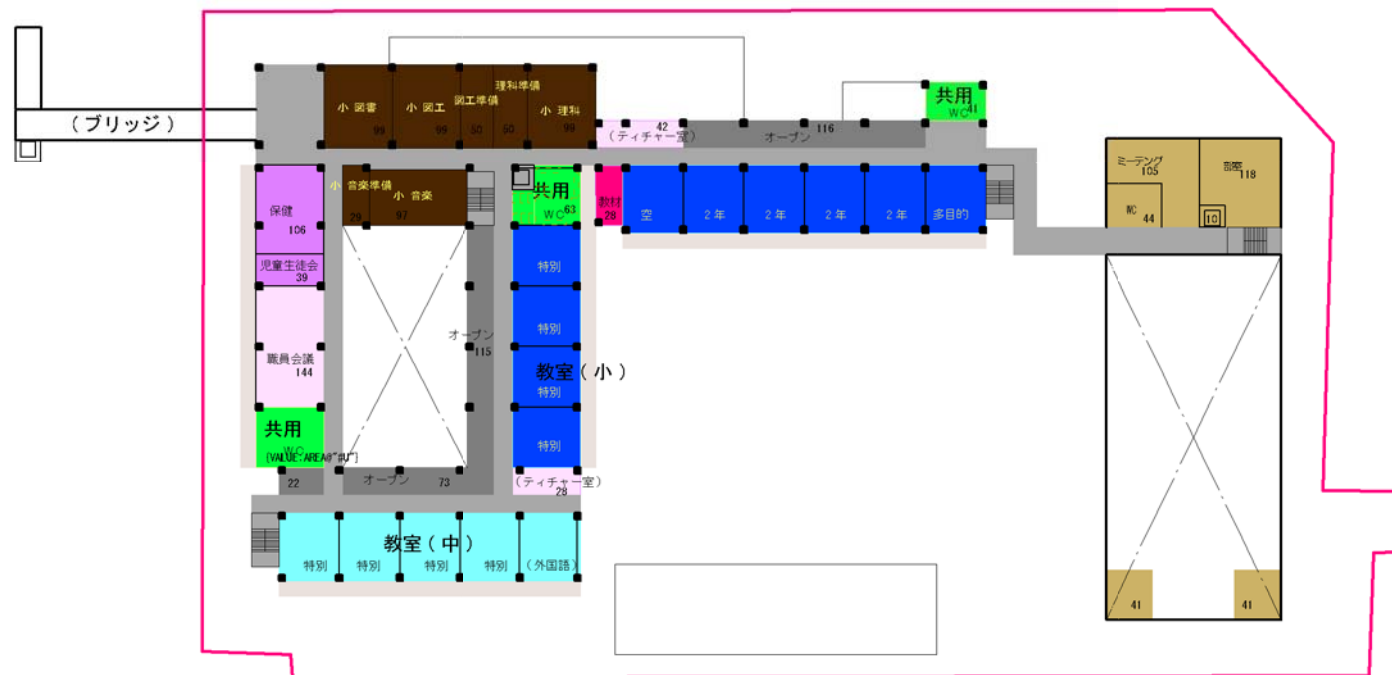 (ブリッジ)
小 図書
99
小 図工
99
図工準備
50
理科準備
60
小 理科
99
42
(ティチャー室)
116
オープン
共用
WC
41
保健
106
児童生徒会
39
職員会議
144
共用
WC
{VALUE:AREA@"#U"}
22
小 音楽準備
29
小 音楽
97
共用
WC
63
教材
28
空
2年
2年
2年
2年
多目的
特別
特別
教室(小)
特別
特別
オープン
115
オープン
73
(ティチャー室)
28
教室(中)
特別
特別
特別
特別
(外国語)
ミーテング
105
部室
118
WC
44
10
41
41